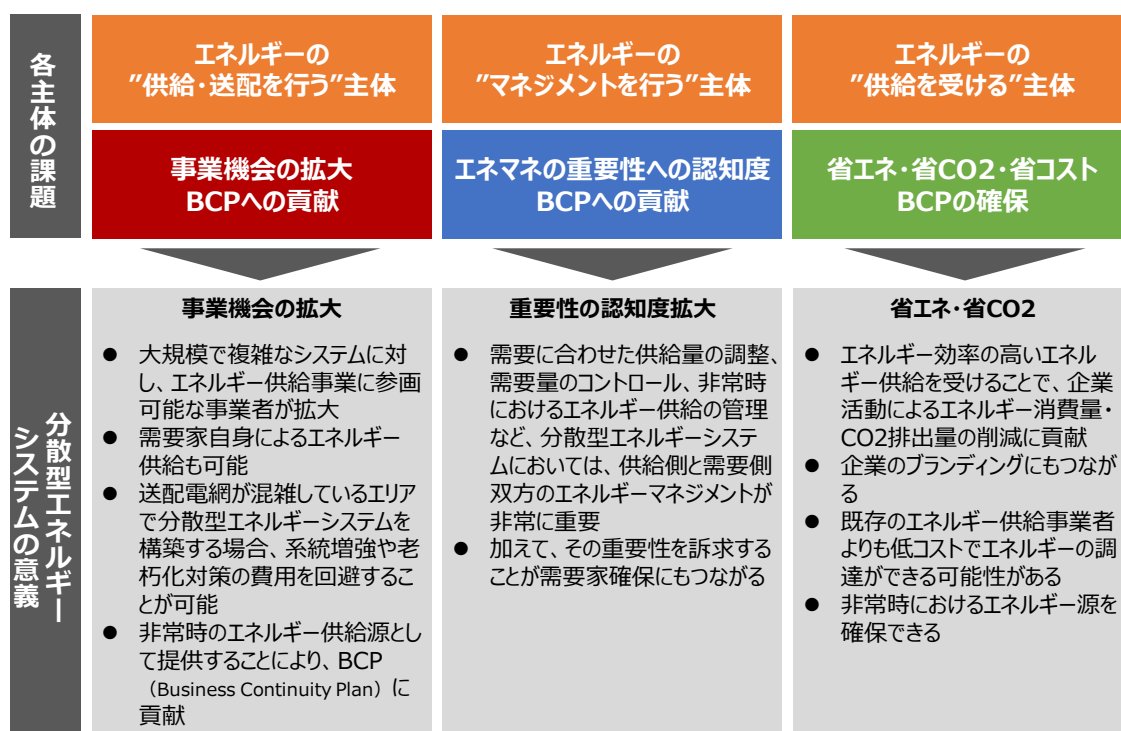 各主体の課題
エネルギーの
”供給・送配を行う”主体
エネルギーの
”マネジメントを行う”主体
エネルギーの
”供給を受ける”主体
事業機会の拡大
BCPへの貢献
エネマネの重要性への認知度
BCPへの貢献
省エネ・省CO2・省コスト
BCPの確保
分散型エネルギー
システムの意義
事業機会の拡大
● 大規模で複雑なシステムに対
し、エネルギー供給事業に参画
可能な事業者が拡大
● 需要家自身によるエネルギー
供給も可能
● 送配電網が混雑しているエリア
で分散型エネルギーシステムを
構築する場合、系統増強や老
朽化対策の費用を回避するこ
とが可能
● 非常時のエネルギー供給源とし
て提供することにより、BCP
（Business Continuity Plan）に
貢献
重要性の認知度拡大
● 需要に合わせた供給量の調整、
需要量のコントロール、非常時
におけるエネルギー供給の管理
など、分散型エネルギーシステ
ムにおいては、供給側と需要側
双方のエネルギーマネジメントが
非常に重要
● 加えて、その重要性を訴求する
ことが需要家確保にもつながる
省エネ・省CO2
● エネルギー効率の高いエネル
ギー供給を受けることで、企業
活動によるエネルギー消費量・
CO2排出量の削減に貢献
● 企業のブランディングにもつなが
る
● 既存のエネルギー供給事業者
よりも低コストでエネルギーの調
達ができる可能性がある
● 非常時におけるエネルギー源を
確保できる